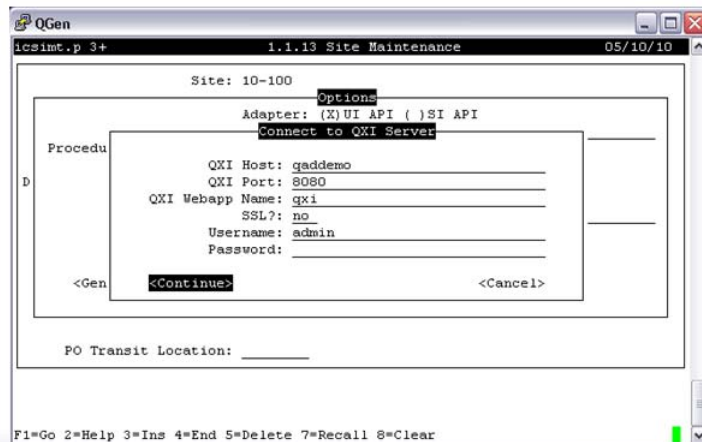 QGen
icsimt.p 3+ 1.1.13 Site Maintenance 05/10/10
Site: 10-100
Options
Adapter: (X)UI API ( )SI API
Connect to QXI Server
Procedu
QXI Host: qaddemo
D QXI Port: 8080
QXI Webapp Name: qxi
SSL?: no
Username: admin
Password:
<Gen <Continue> <Cancel>
PO Transit Location:
F1=Go 2=Help 3=Ins 4=End 5=Delete 7=Recall 8=Clear